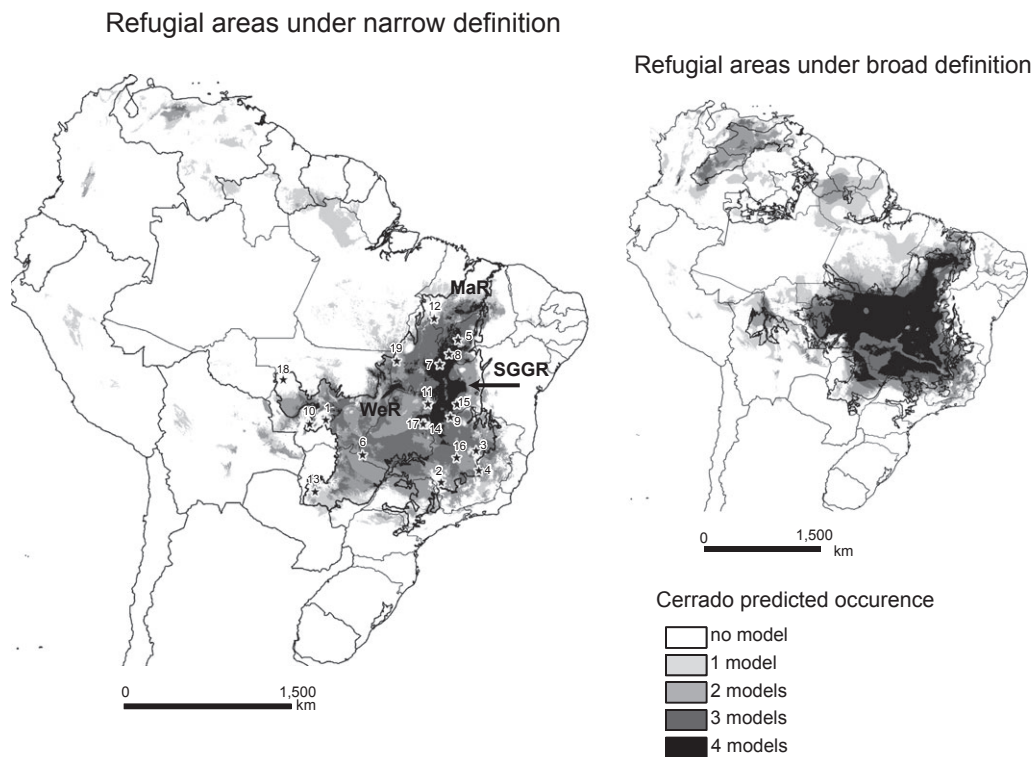 Refugial areas under narrow definition
Refugial areas under broad definition
MaR
12
5
8
19
7
SGGR
18
11
15
WeR
10
1
9
17
14
6
16
3
2
4
13
0
1,500
km
0
1,500
km
Cerrado predicted occurence
no model
1 model
2 models
3 models
4 models